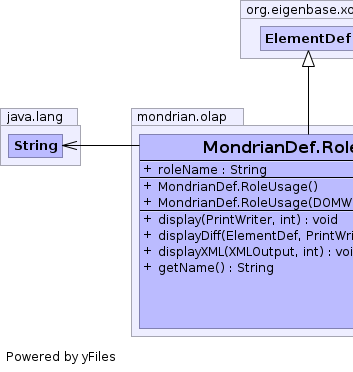 org.eigenbase.xo
ElementDef
java.lang
String
mondrian.olap
MondrianDef.Role
+ roleName : String
+ MondrianDef.RoleUsage()
+ MondrianDef.RoleUsage(DOMW
+ display(PrintWriter, int) : void
+ displayDiff(ElementDef, PrintWri
+ displayXML(XMLOutput, int) : voi
+ getName() : String
Powered by yFiles